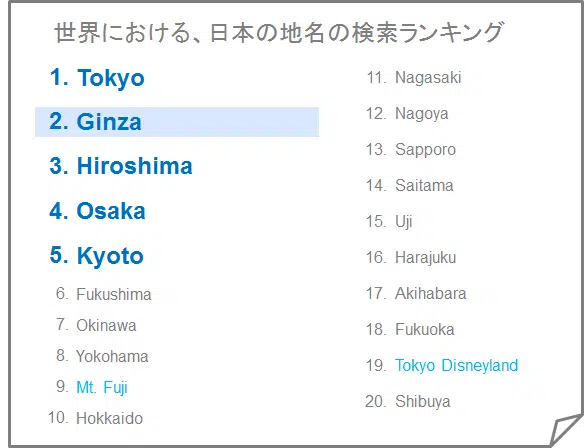 世界における、日本の地名の検索ランキング
1. Tokyo
2. Ginza
3. Hiroshima
4. Osaka
5. Kyoto
6. Fukushima
7. Okinawa
8. Yokohama
9. Mt. Fuji
10. Hokkaido
11. Nagasaki
12. Nagoya
13. Sapporo
14. Saitama
15. Uji
16. Harajuku
17. Akihabara
18. Fukuoka
19. Tokyo Disneyland
20. Shibuya